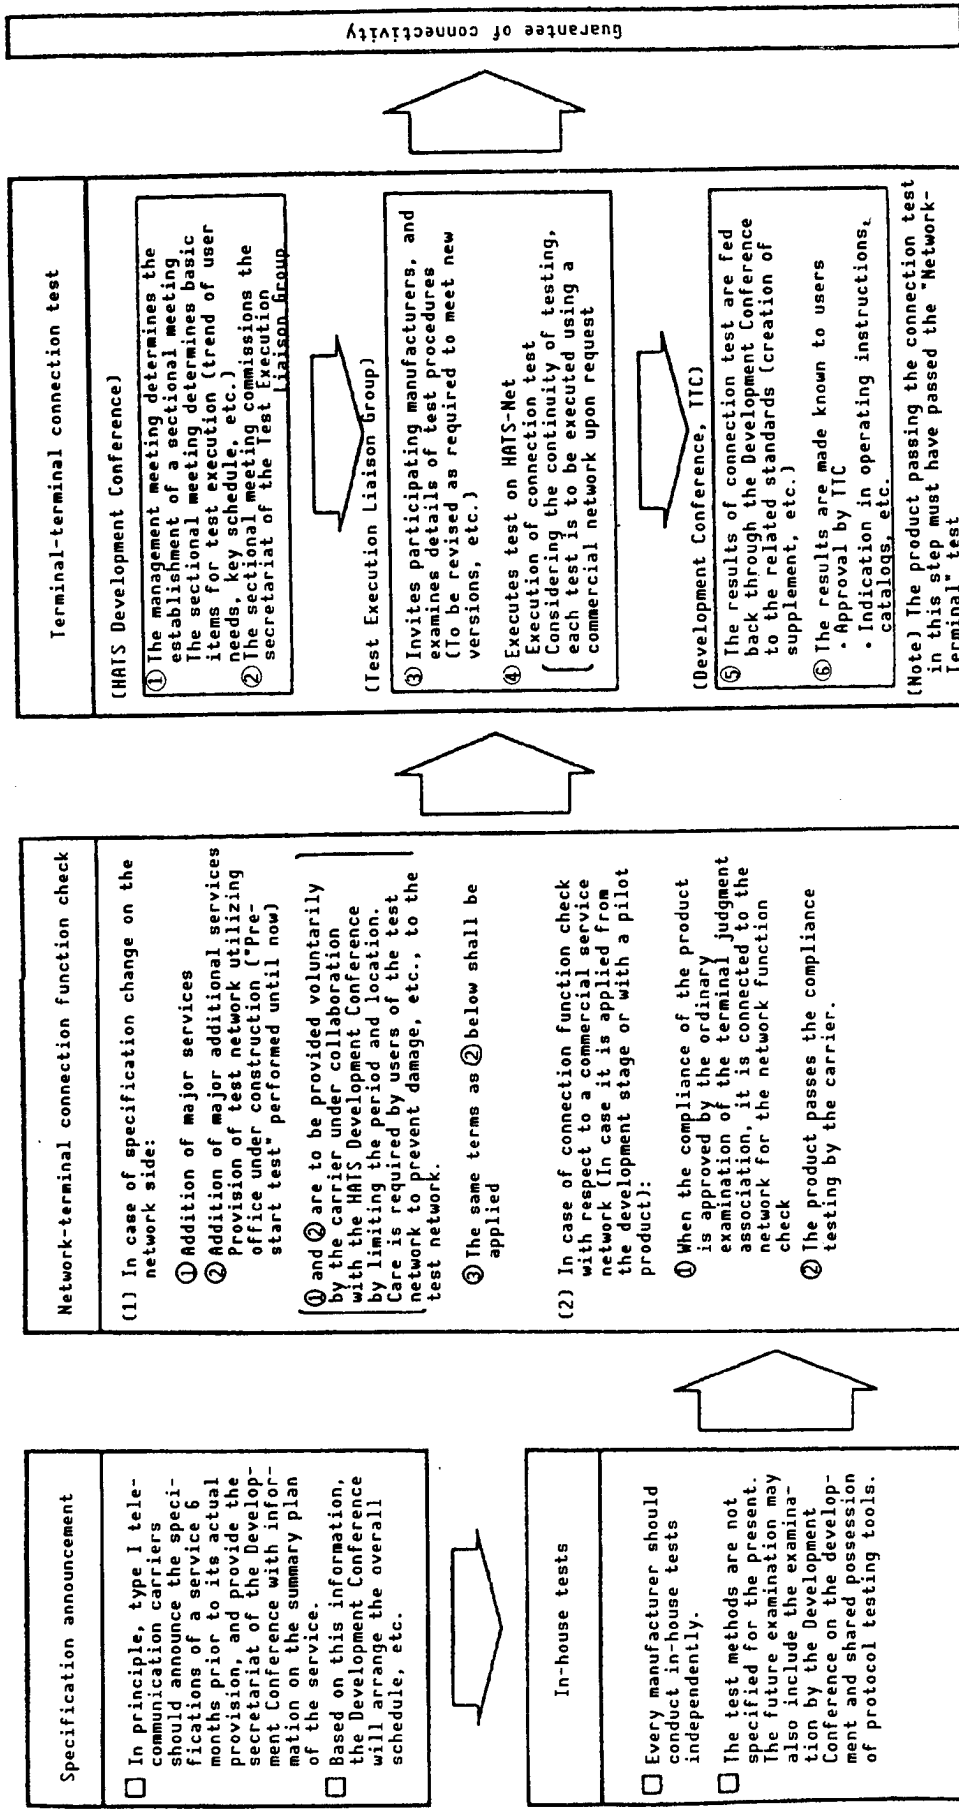 Specification announcement
□ In principle, type 1 tele-
communication carriers
should announce the speci-
fications of a service 6
months prior to its actual
provision, and provide the
secretariat of the Develop-
ment Conference with infor-
mation on the summary plan
of the service.
□ Based on this information,
the Development Conference
will arrange the overall
schedule, etc.
In-house tests
□ Every manufacturer should
conduct in-house tests
independently.
□ The test methods are not
specified for the present.
The future examination may
also include the examina-
tion by the Development
Conference on the develop-
ment and shared possession
of protocol testing tools.
Network-terminal connection function check
(1) In case of specification change on the
network side:
① Addition of major services
② Addition of major additional services
Provision of test network utilizing
office under construction ("Pre-
start test" performed until now)
① and ② are to be provided voluntarily
by the carrier under collaboration
with the HATS Development Conference
by limiting the period and location.
Care is required by users of the test
network to prevent damage, etc., to the
test network.
③ The same terms as ② below shall be
applied
(2) In case of connection function check
with respect to a commercial service
network (In case it is applied from
the development stage or with a pilot
product):
① When the compliance of the product
is approved by the ordinary
examination of the terminal judgment
association, it is connected to the
network for the network function
check
② The product passes the compliance
testing by the carrier.
Terminal-terminal connection test
(HATS Development Conference)
① The management meeting determines the
establishment of a sectional meeting
The sectional meeting determines basic
items for test execution (trend of user
needs, key schedule, etc.)
② The sectional meeting commissions the
secretariat of the Test Execution
Liaison Group
(Test Execution Liaison Group)
③ Invites participating manufacturers, and
examines details of test procedures
(To be revised as required to meet new
versions, etc.)
④ Executes test on HATS-Net
Execution of connection test
Considering the continuity of testing,
each test is to be executed using a
commercial network upon request
(Development Conference, TTC)
⑤ The results of connection test are fed
back through the Development Conference
to the related standards (creation of
supplement, etc.)
⑥ The results are made known to users
• Approval by TTC
• Indication in operating instructions,
catalogs, etc.
(Note) The product passing the connection test
in this step must have passed the "Network-
Terminal" test
Guarantee of connectivity